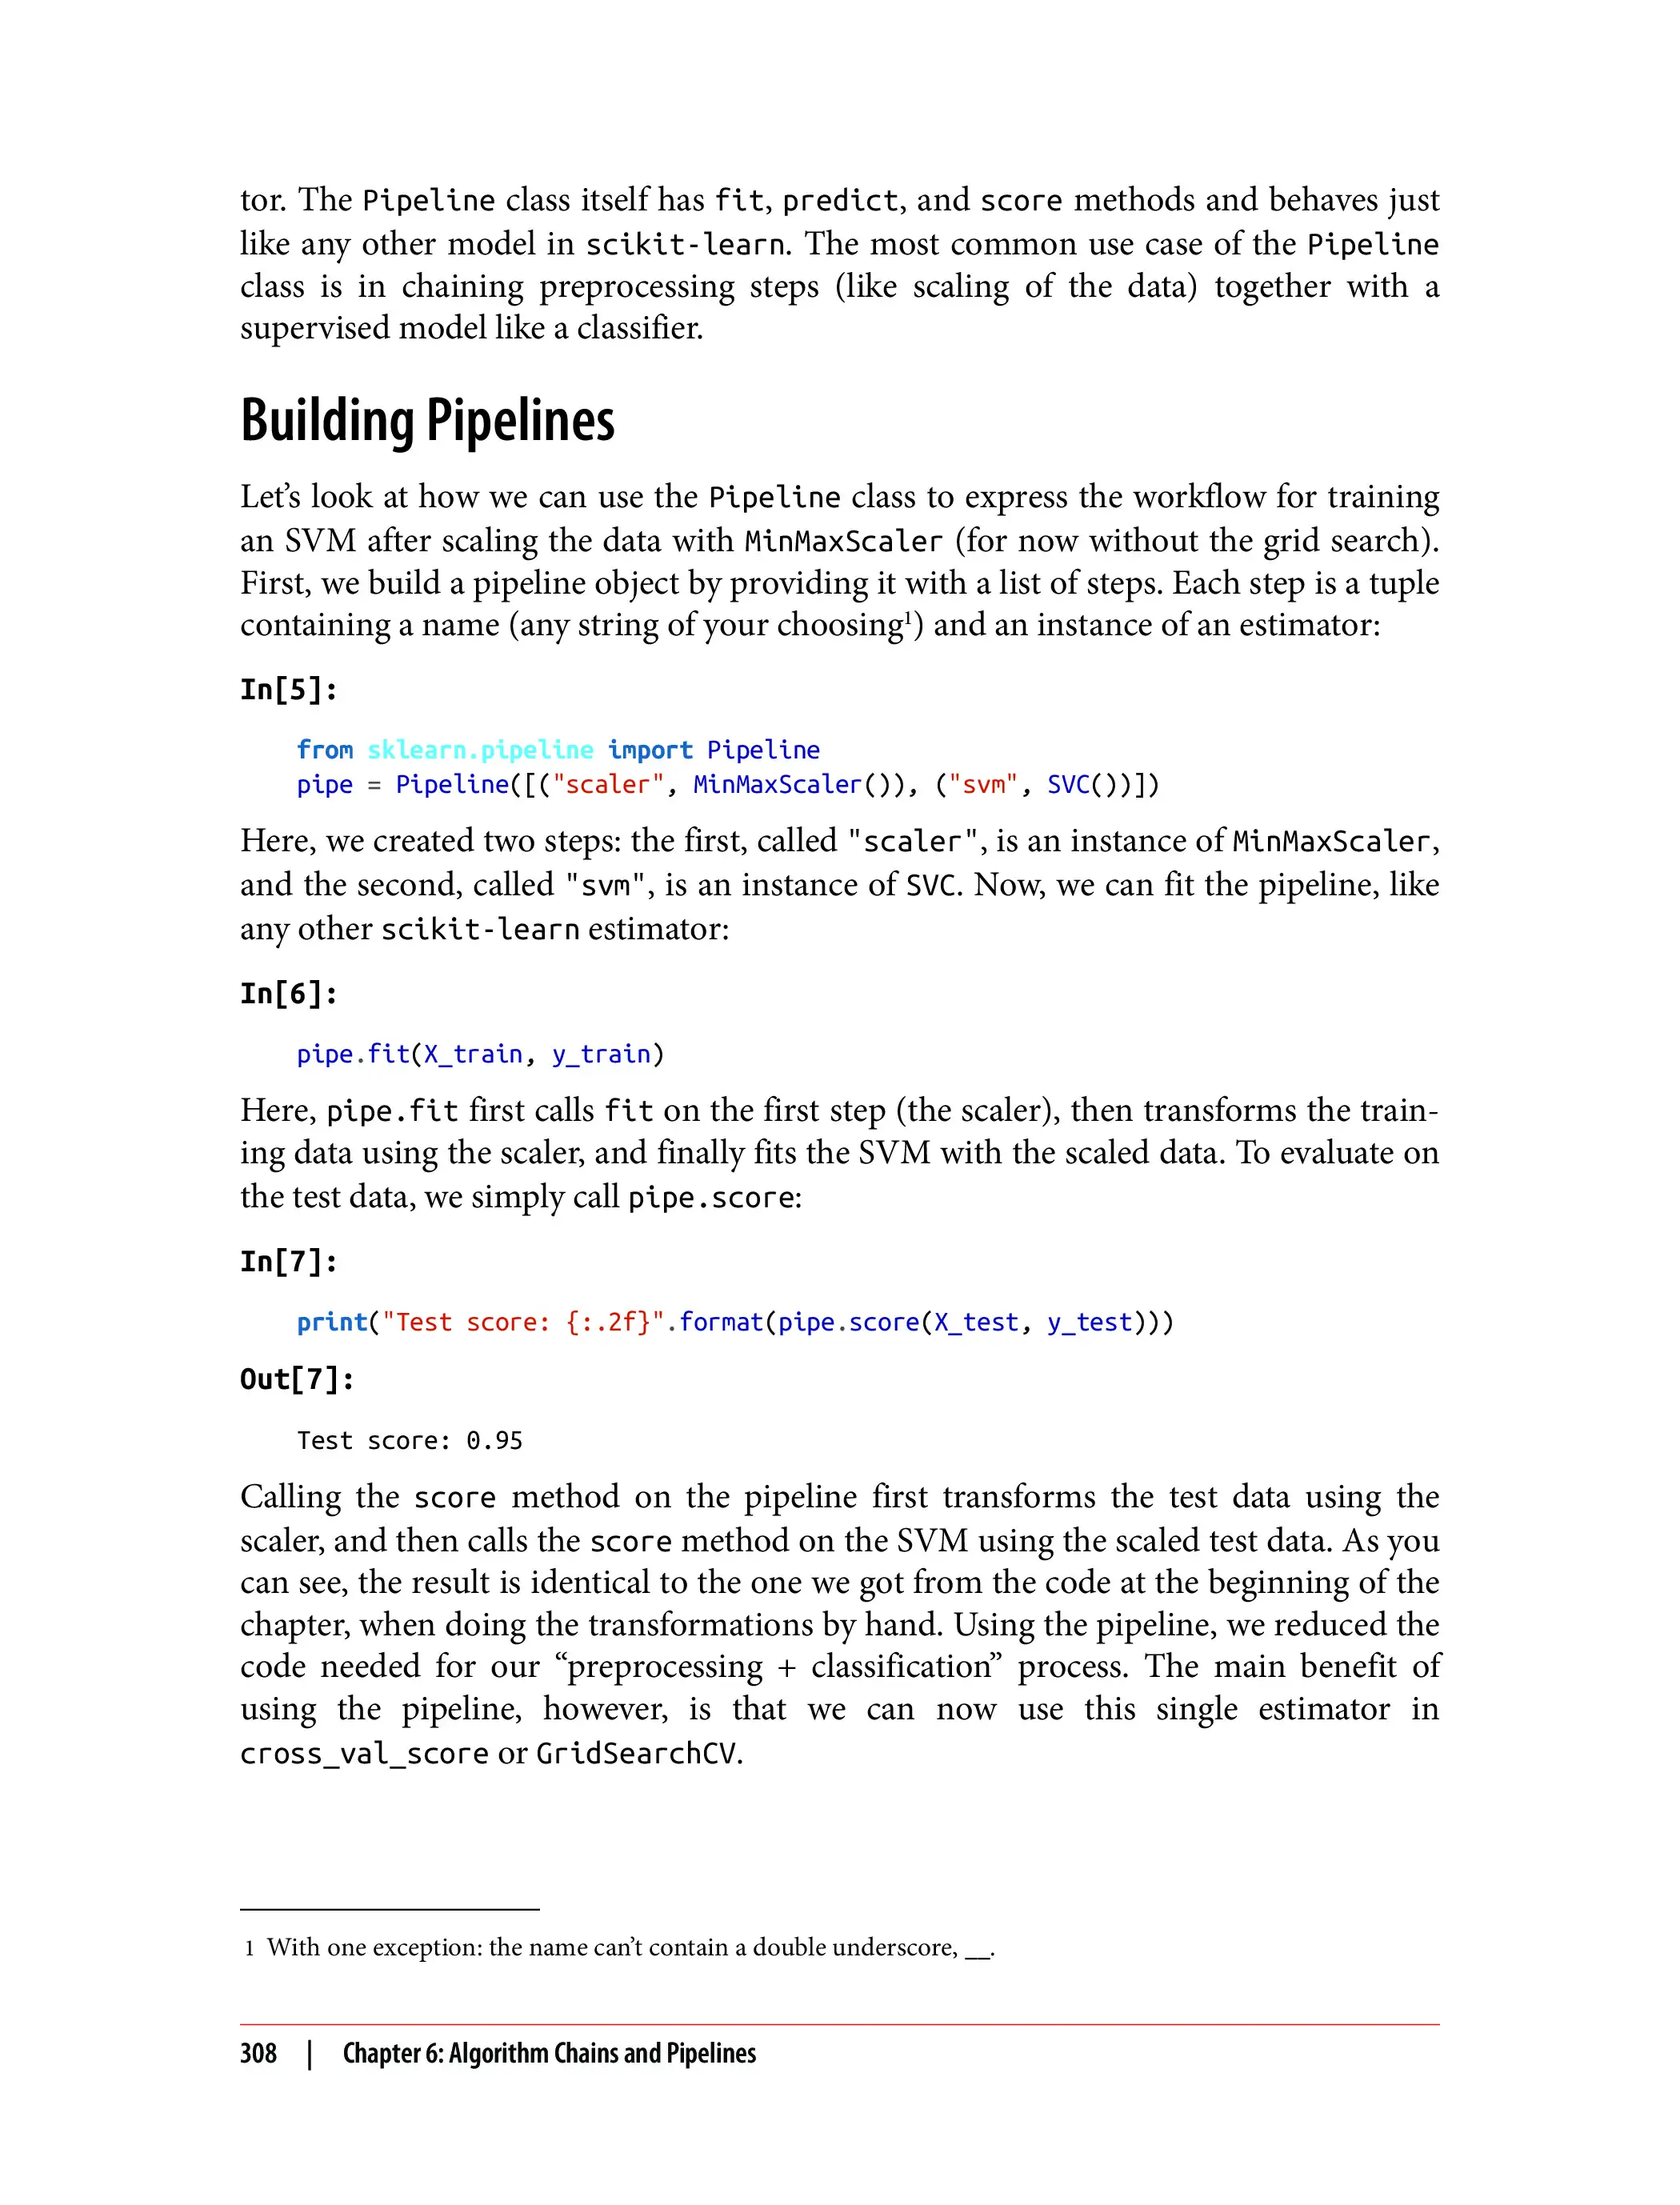 tor. The Pipeline class itself has fit, predict, and score methods and behaves just
like any other model in scikit-learn. The most common use case of the Pipeline
class is in chaining preprocessing steps (like scaling of the data) together with a
supervised model like a classifier.
Building Pipelines
Let’s look at how we can use the Pipeline class to express the workflow for training
an SVM after scaling the data with MinMaxScaler (for now without the grid search).
First, we build a pipeline object by providing it with a list of steps. Each step is a tuple
containing a name (any string of your choosing¹) and an instance of an estimator:
In[5]:
from sklearn.pipeline import Pipeline
pipe = Pipeline([("scaler", MinMaxScaler()), ("svm", SVC())])
Here, we created two steps: the first, called "scaler", is an instance of MinMaxScaler,
and the second, called "svm", is an instance of SVC. Now, we can fit the pipeline, like
any other scikit-learn estimator:
In[6]:
pipe.fit(X_train, y_train)
Here, pipe.fit first calls fit on the first step (the scaler), then transforms the train-
ing data using the scaler, and finally fits the SVM with the scaled data. To evaluate on
the test data, we simply call pipe.score:
In[7]:
print("Test score: {:.2f}".format(pipe.score(X_test, y_test)))
Out[7]:
Test score: 0.95
Calling the score method on the pipeline first transforms the test data using the
scaler, and then calls the score method on the SVM using the scaled test data. As you
can see, the result is identical to the one we got from the code at the beginning of the
chapter, when doing the transformations by hand. Using the pipeline, we reduced the
code needed for our “preprocessing + classification” process. The main benefit of
using the pipeline, however, is that we can now use this single estimator in
cross_val_score or GridSearchCV.
1 With one exception: the name can’t contain a double underscore, __.
308 | Chapter 6: Algorithm Chains and Pipelines